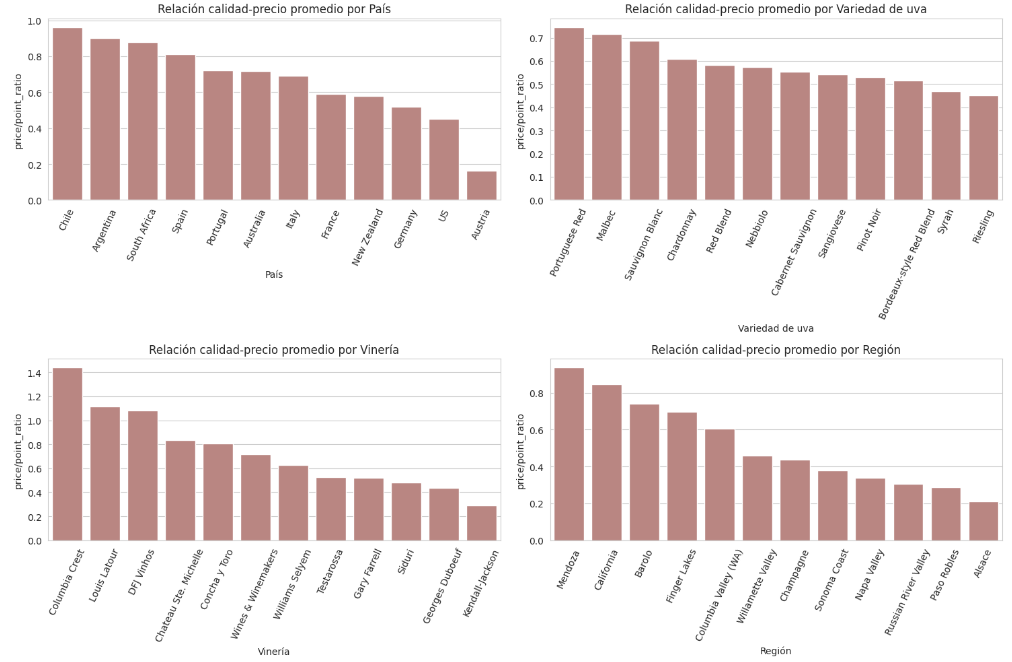 Relación calidad-precio promedio por País
price/point_ratio
1.0
0.8
0.6
0.4
0.2
0.0
Chile
Argentina
South Africa
Spain
Portugal
Australia
Italy
France
New Zealand
Germany
US
Austria
País
Relación calidad-precio promedio por Variedad de uva
price/point_ratio
0.7
0.6
0.5
0.4
0.3
0.2
0.1
0.0
Portuguese Red
Malbec
Sauvignon Blanc
Chardonnay
Red Blend
Nebbiolo
Cabernet Sauvignon
Sangiovese
Pinot Noir
Bordeaux-style Red Blend
Syrah
Riesling
Variedad de uva
Relación calidad-precio promedio por Vinería
price/point_ratio
1.4
1.2
1.0
0.8
0.6
0.4
0.2
0.0
Columbia Crest
Louis Latour
DFJ Vinhos
Chateau Ste. Michelle
Concha y Toro
Wines & Winemakers
Williams Selyem
Testarossa
Gary Farrell
Siduri
Georges Duboeuf
Kendall-Jackson
Vinería
Relación calidad-precio promedio por Región
price/point_ratio
0.8
0.6
0.4
0.2
0.0
Mendoza
California
Barolo
Finger Lakes
Columbia Valley (WA)
Willamette Valley
Champagne
Sonoma Coast
Napa Valley
Russian River Valley
Paso Robles
Alsace
Región